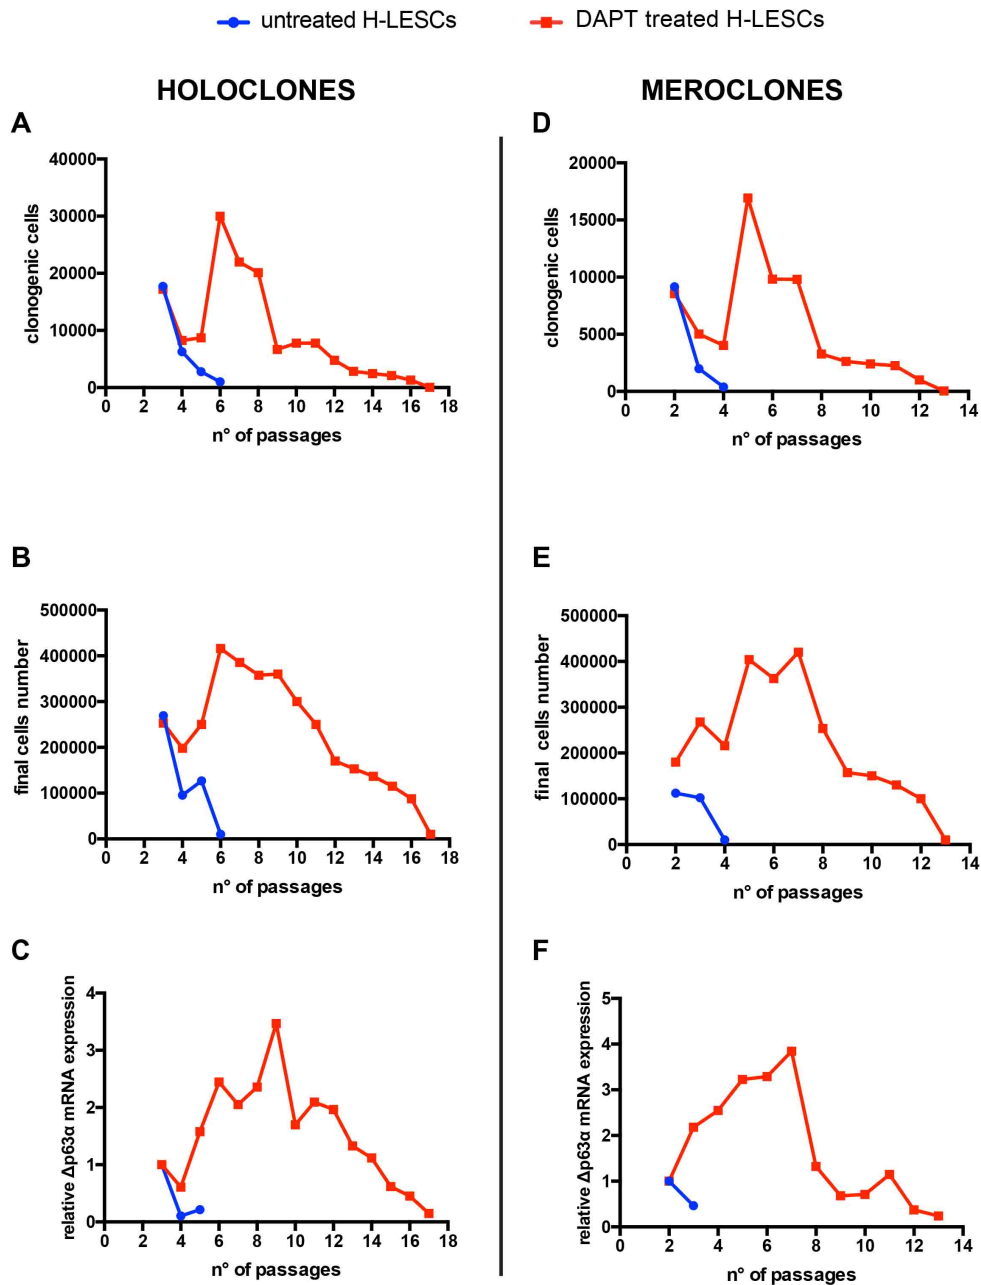 untreated H-LESCs DAPT treated H-LESCs
HOLOCLONES MEROCLONES
A
40000
30000
20000
10000
0
clonogenic cells
0 2 4 6 8 10 12 14 16 18
n° of passages
D
20000
15000
10000
5000
0
clonogenic cells
0 2 4 6 8 10 12 14
n° of passages
B
500000
400000
300000
200000
100000
0
final cells number
0 2 4 6 8 10 12 14 16 18
n° of passages
E
500000
400000
300000
200000
100000
0
final cells number
0 2 4 6 8 10 12 14
n° of passages
C
4
3
2
1
0
relative Δp63α mRNA expression
0 2 4 6 8 10 12 14 16 18
n° of passages
F
5
4
3
2
1
0
relative Δp63α mRNA expression
0 2 4 6 8 10 12 14
n° of passages